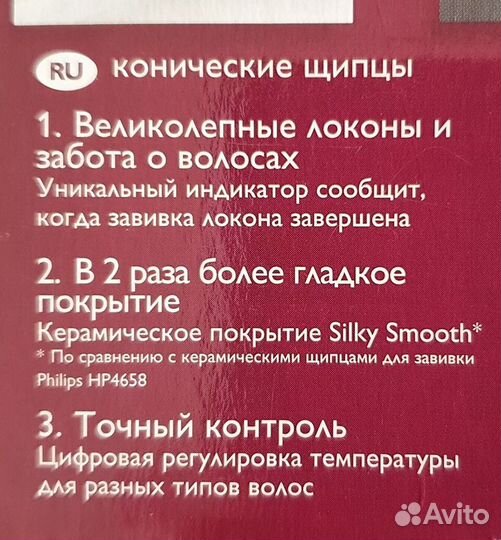 RU КОНИЧЕСКИЕ ЩИПЦЫ
1. Великолепные локоны и
забота о волосах
Уникальный индикатор сообщит,
когда завивка локона завершена
2. В 2 раза более гладкое
покрытие
Керамическое покрытие Silky Smooth*
* По сравнению с керамическими щипцами для завивки
Philips HP4658
3. Точный контроль
Цифровая регулировка температуры
для разных типов волос
Avito